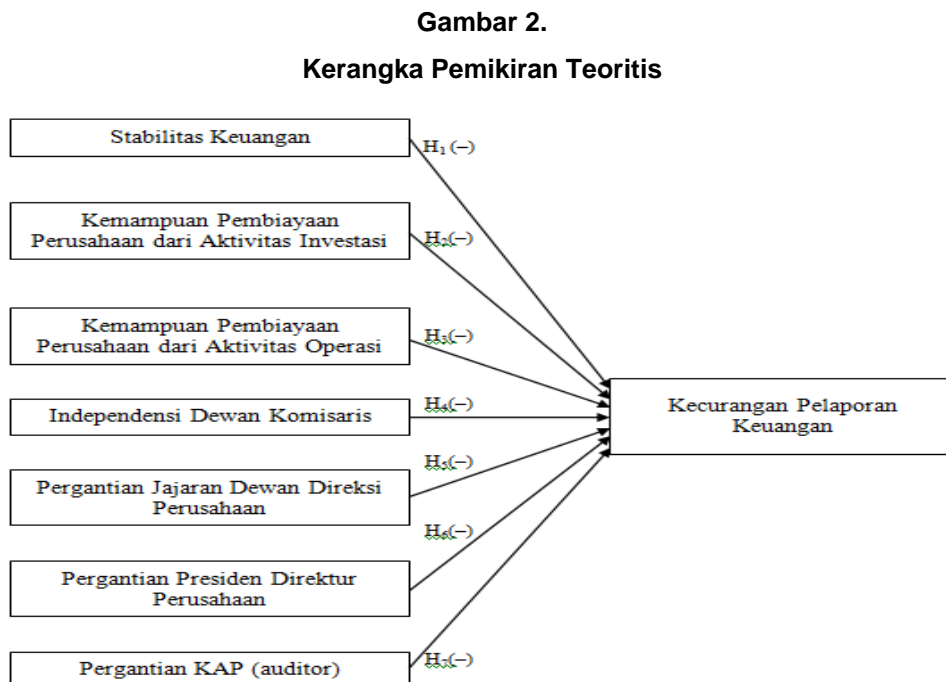 Gambar 2.
Kerangka Pemikiran Teoritis
Stabilitas Keuangan
H₁ (–)
Kemampuan Pembiayaan
Perusahaan dari Aktivitas Investasi
H₂(–)
Kemampuan Pembiayaan
Perusahaan dari Aktivitas Operasi
H₃(–)
Independensi Dewan Komisaris
H₄(–)
Pergantian Jajaran Dewan Direksi
Perusahaan
H₅(–)
Pergantian Presiden Direktur
Perusahaan
H₆(–)
Pergantian KAP (auditor)
H₇(–)
Kecurangan Pelaporan
Keuangan